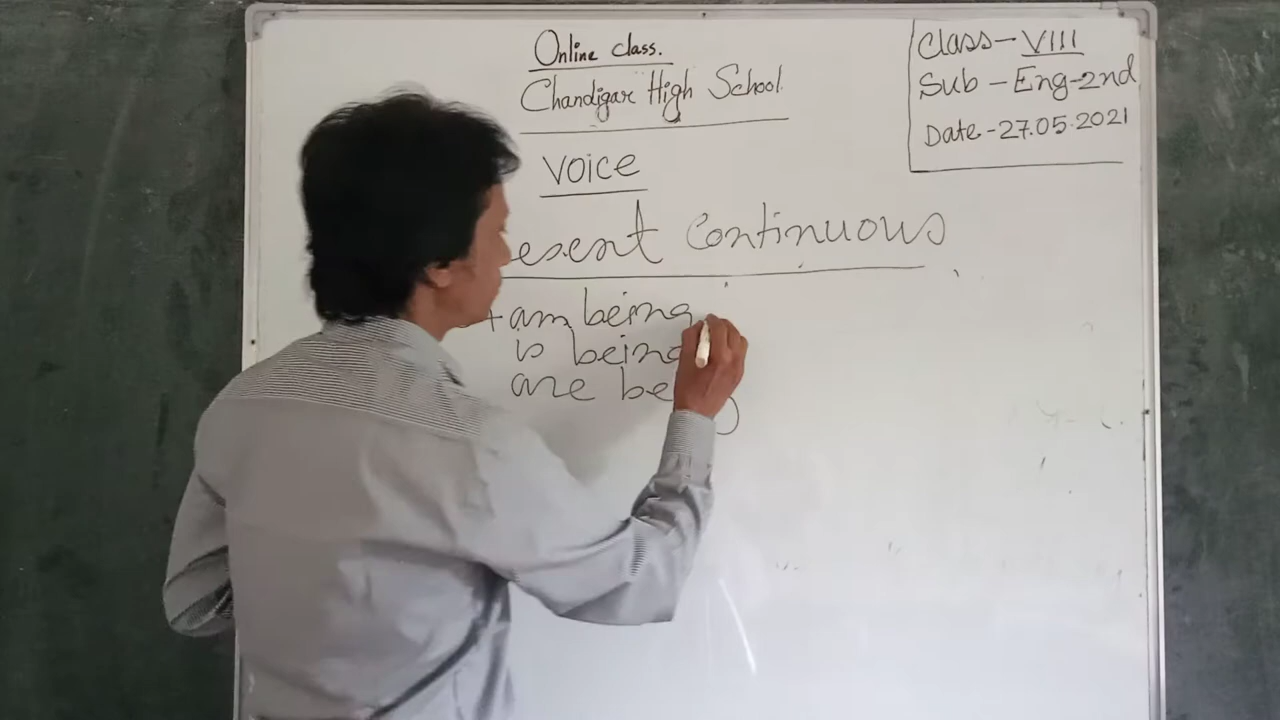 Online class.
Chandigar High School.
Class-VIII
Sub-Eng-2nd
Date-27.05.2021
VOICE
esent Continuous
+ am being
is being
are being